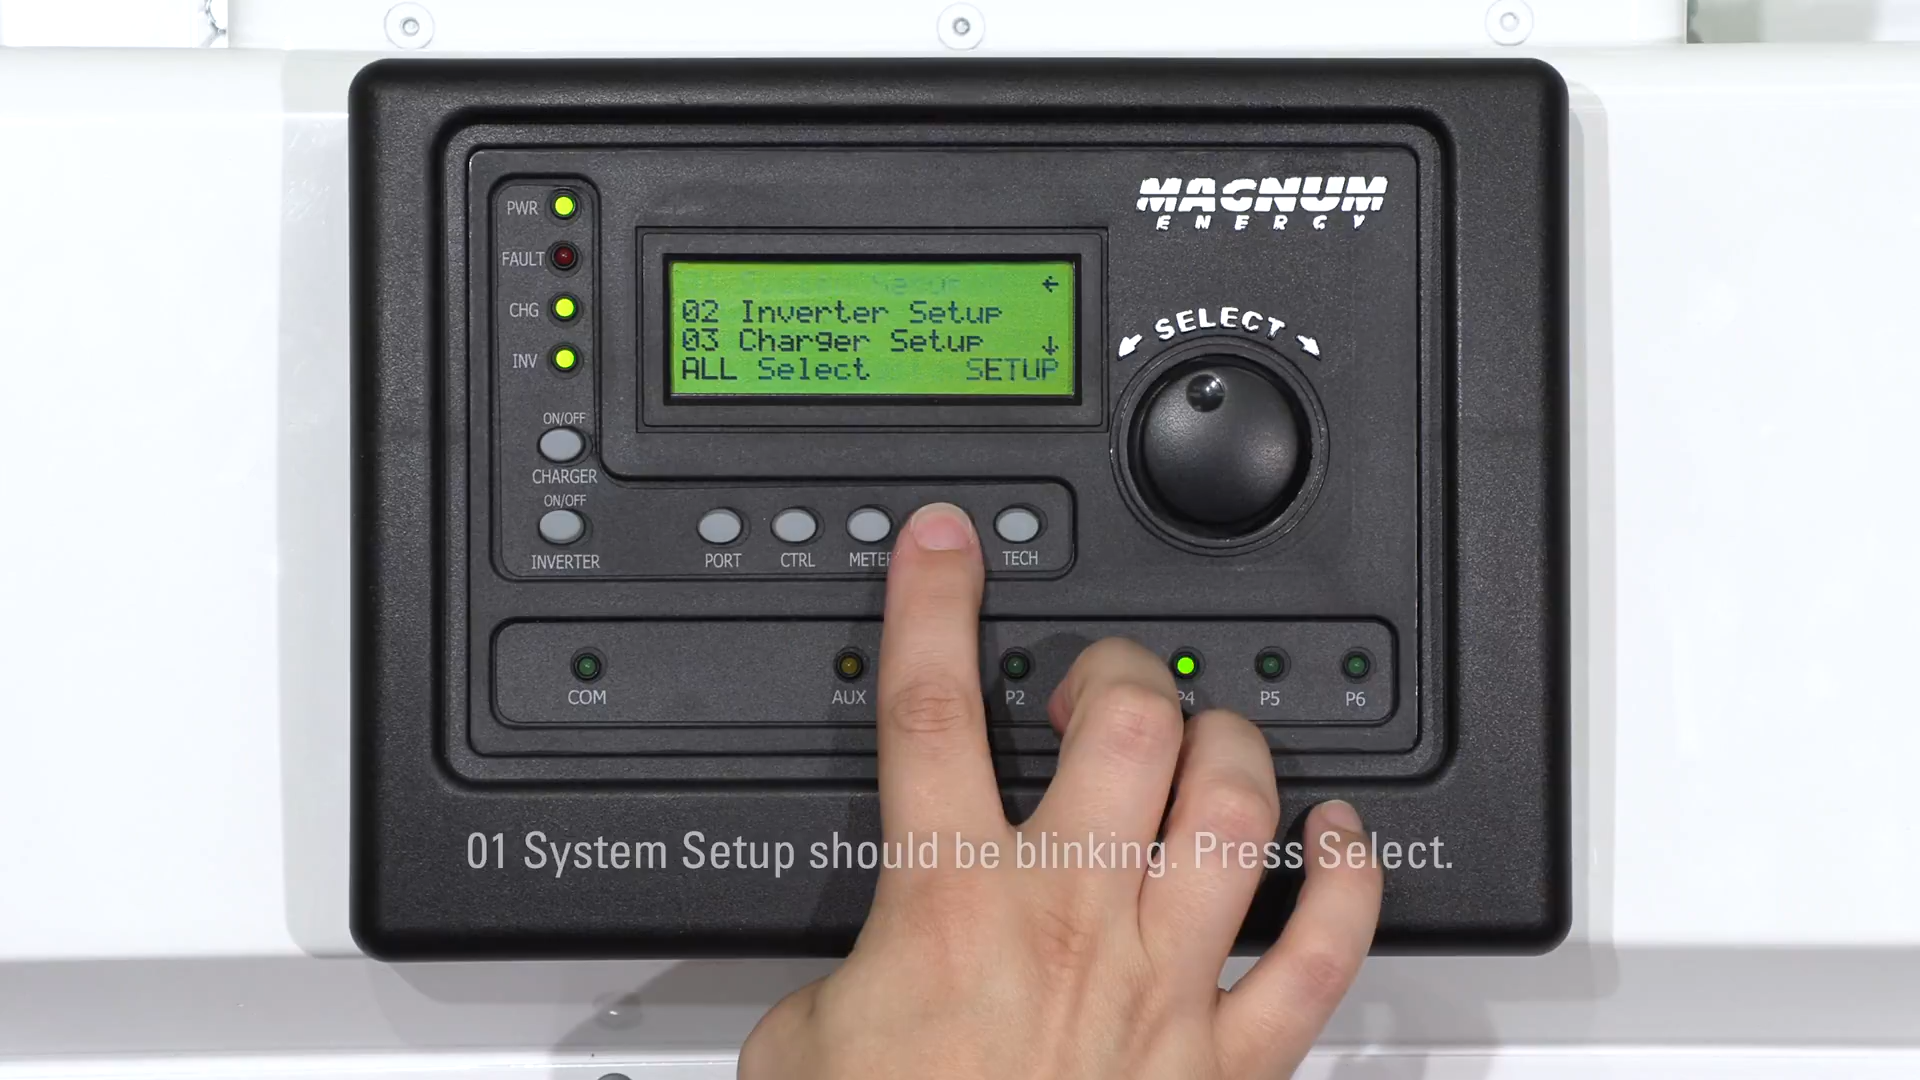 MAGNUM
ENERGY
PWR
FAULT
CHG
INV
Setup ←
02 Inverter Setup
03 Charger Setup ↓
ALL Select SETUP
SELECT
ON/OFF
CHARGER
ON/OFF
INVERTER
PORT
CTRL
METER
TECH
COM
AUX
P2
P4
P5
P6
01 System Setup should be blinking. Press Select.